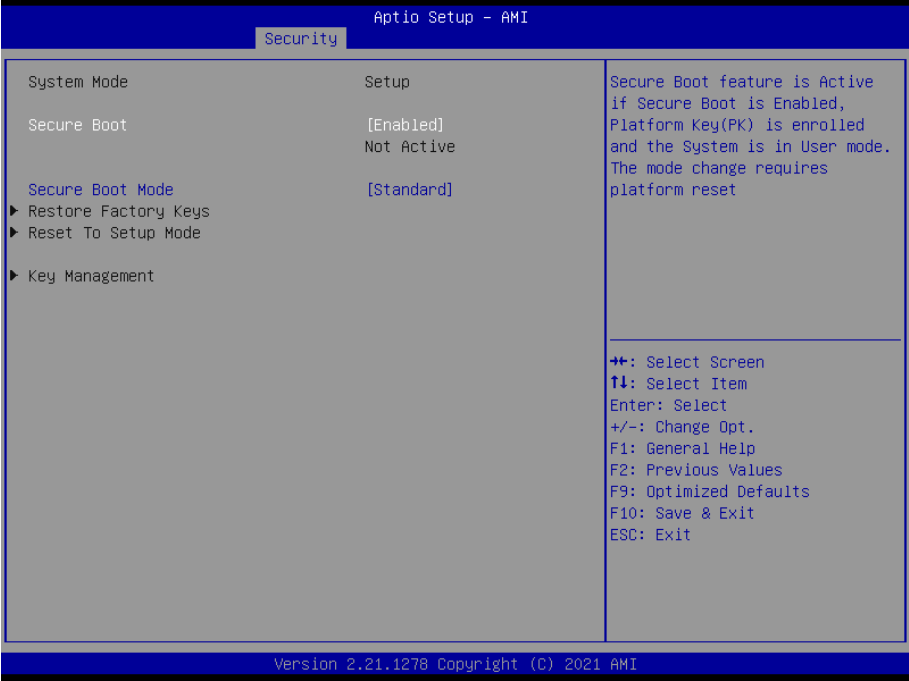 Aptio Setup – AMI
Security
System Mode Setup
Secure Boot [Enabled]
Not Active
Secure Boot Mode [Standard]
Restore Factory Keys
Reset To Setup Mode
Key Management
Secure Boot feature is Active
if Secure Boot is Enabled,
Platform Key(PK) is enrolled
and the System is in User mode.
The mode change requires
platform reset
→←: Select Screen
↑↓: Select Item
Enter: Select
+/-: Change Opt.
F1: General Help
F2: Previous Values
F9: Optimized Defaults
F10: Save & Exit
ESC: Exit
Version 2.21.1278 Copyright (C) 2021 AMI